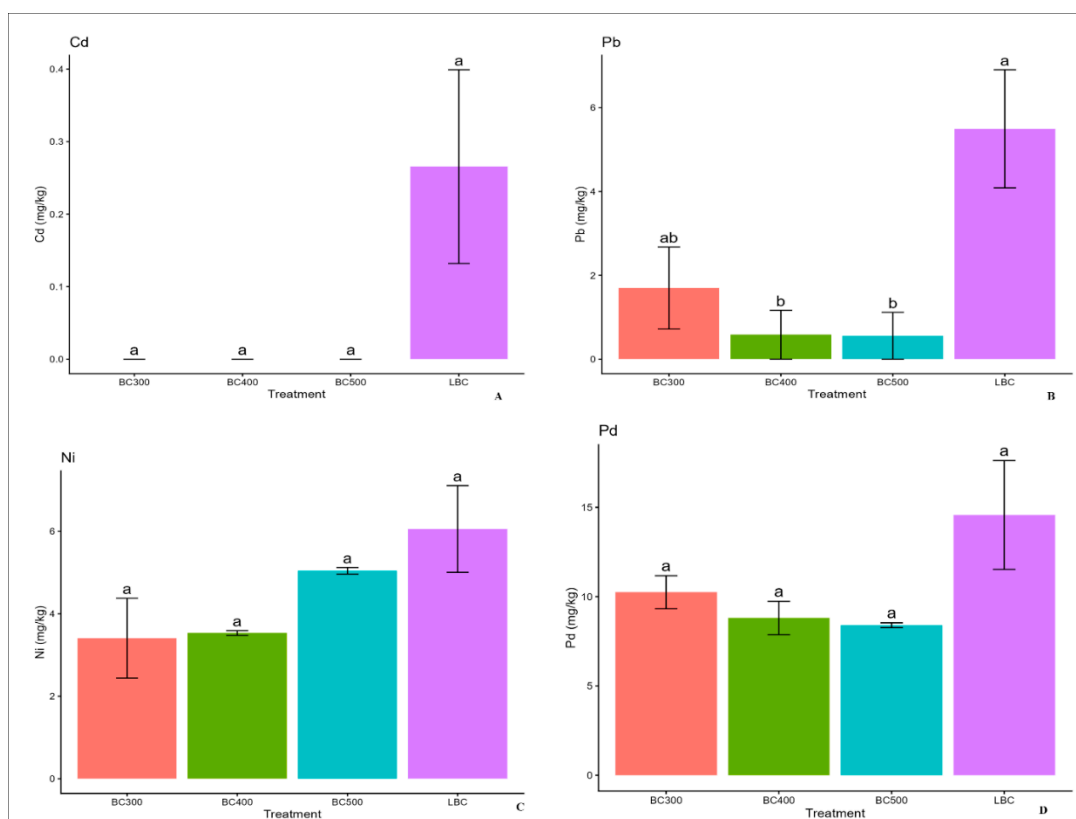 Cd
a
0.4
0.3
0.2
0.1
0.0
Cd (mg/kg)
a a a
BC300 BC400 BC500 LBC
Treatment
A
Pb
a
6
4
2
0
Pb (mg/kg)
ab
b b
BC300 BC400 BC500 LBC
Treatment
B
Ni
a
6
4
2
0
Ni (mg/kg)
a a a
BC300 BC400 BC500 LBC
Treatment
C
Pd
a
15
10
5
0
Pd (mg/kg)
a a a
BC300 BC400 BC500 LBC
Treatment
D